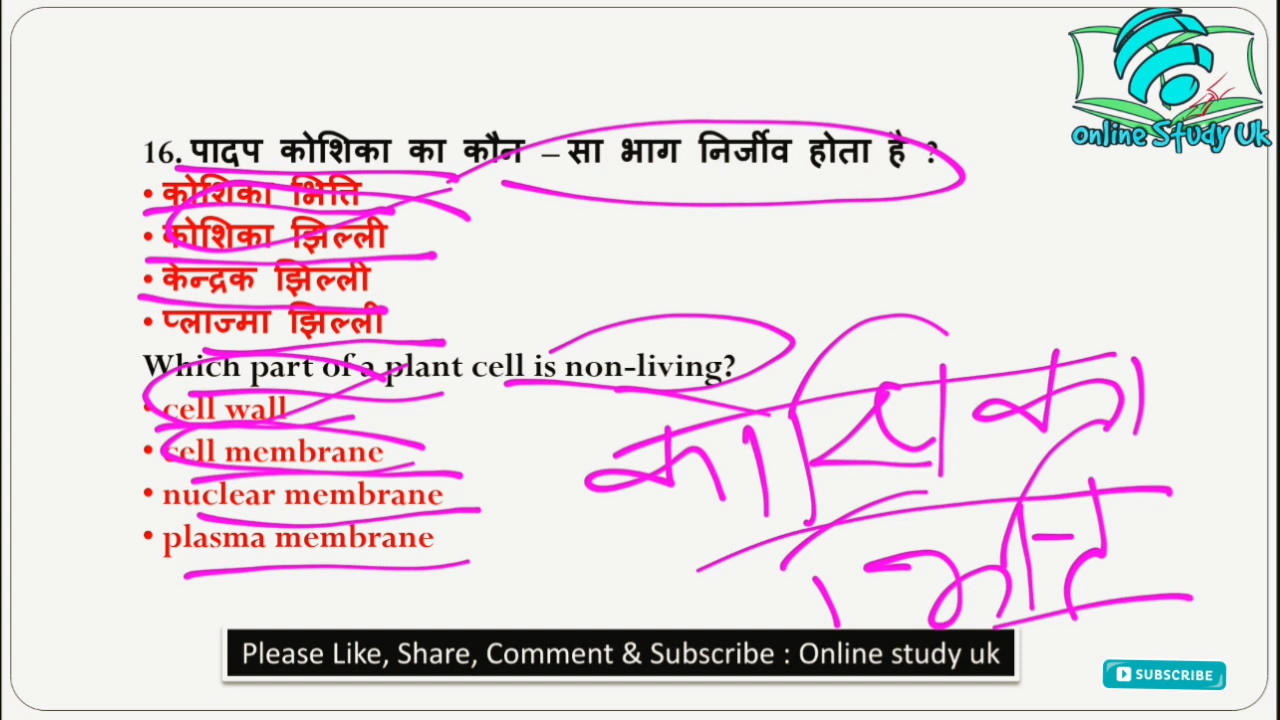 Online Study Uk
16. पादप कोशिका का कौन – सा भाग निर्जीव होता है ?
• कोशिका भिति
• कोशिका झिल्ली
• केन्द्रक झिल्ली
• प्लाज्मा झिल्ली
Which part of a plant cell is non-living?
• cell wall
• cell membrane
• nuclear membrane
• plasma membrane
कोशिका
भित्ति
Please Like, Share, Comment & Subscribe : Online study uk
SUBSCRIBE